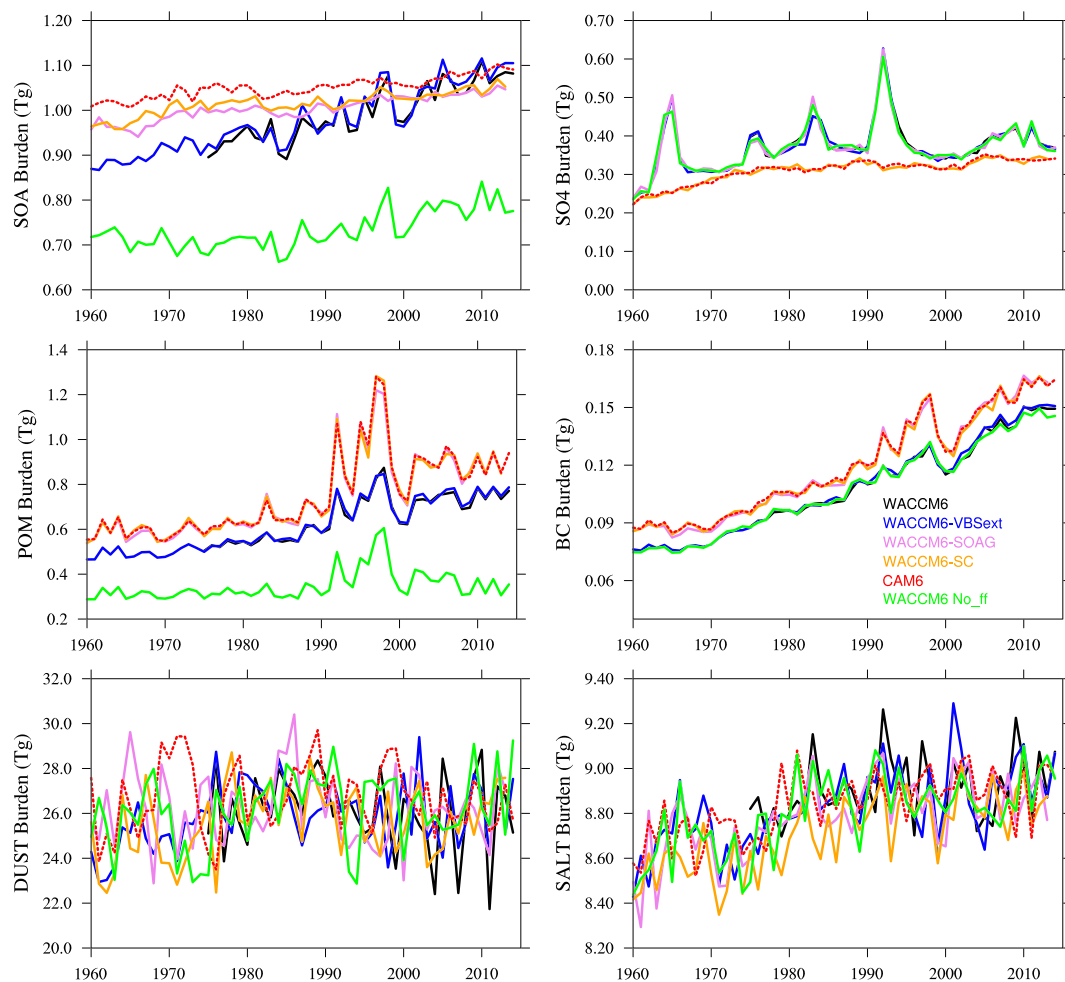 SOA Burden (Tg)
1.20
1.10
1.00
0.90
0.80
0.70
0.60
1960 1970 1980 1990 2000 2010
SO4 Burden (Tg)
0.70
0.60
0.50
0.40
0.30
0.20
0.10
0.00
1960 1970 1980 1990 2000 2010
POM Burden (Tg)
1.4
1.2
1.0
0.8
0.6
0.4
0.2
1960 1970 1980 1990 2000 2010
BC Burden (Tg)
0.18
0.15
0.12
0.09
0.06
WACCM6
WACCM6-VBSext
WACCM6-SOAG
WACCM6-SC
CAM6
WACCM6 No_ff
1960 1970 1980 1990 2000 2010
DUST Burden (Tg)
32.0
30.0
28.0
26.0
24.0
22.0
20.0
1960 1970 1980 1990 2000 2010
SALT Burden (Tg)
9.40
9.20
9.00
8.80
8.60
8.40
8.20
1960 1970 1980 1990 2000 2010